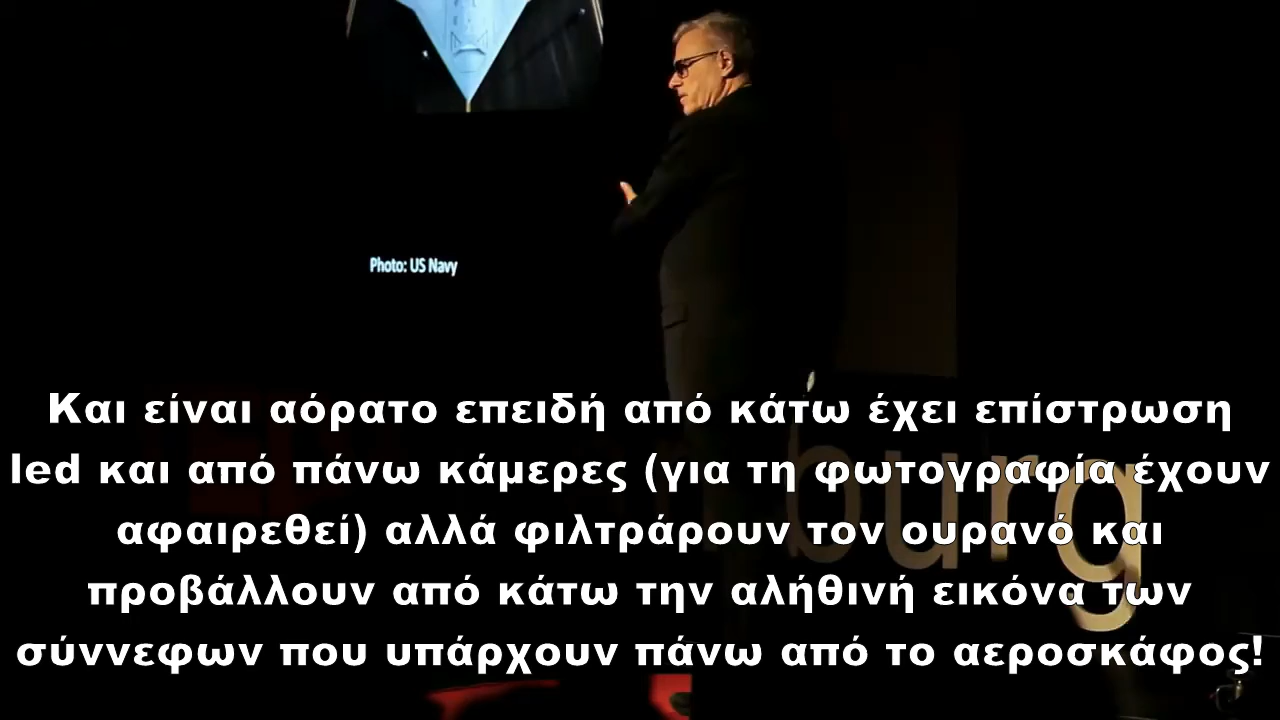 Photo: US Navy
Και είναι αόρατο επειδή από κάτω έχει επίστρωση
led και από πάνω κάμερες (για τη φωτογραφία έχουν
αφαιρεθεί) αλλά φιλτράρουν τον ουρανό και
προβάλλουν από κάτω την αλήθινή εικόνα των
σύννεφων που υπάρχουν πάνω από το αεροσκάφος!
burg